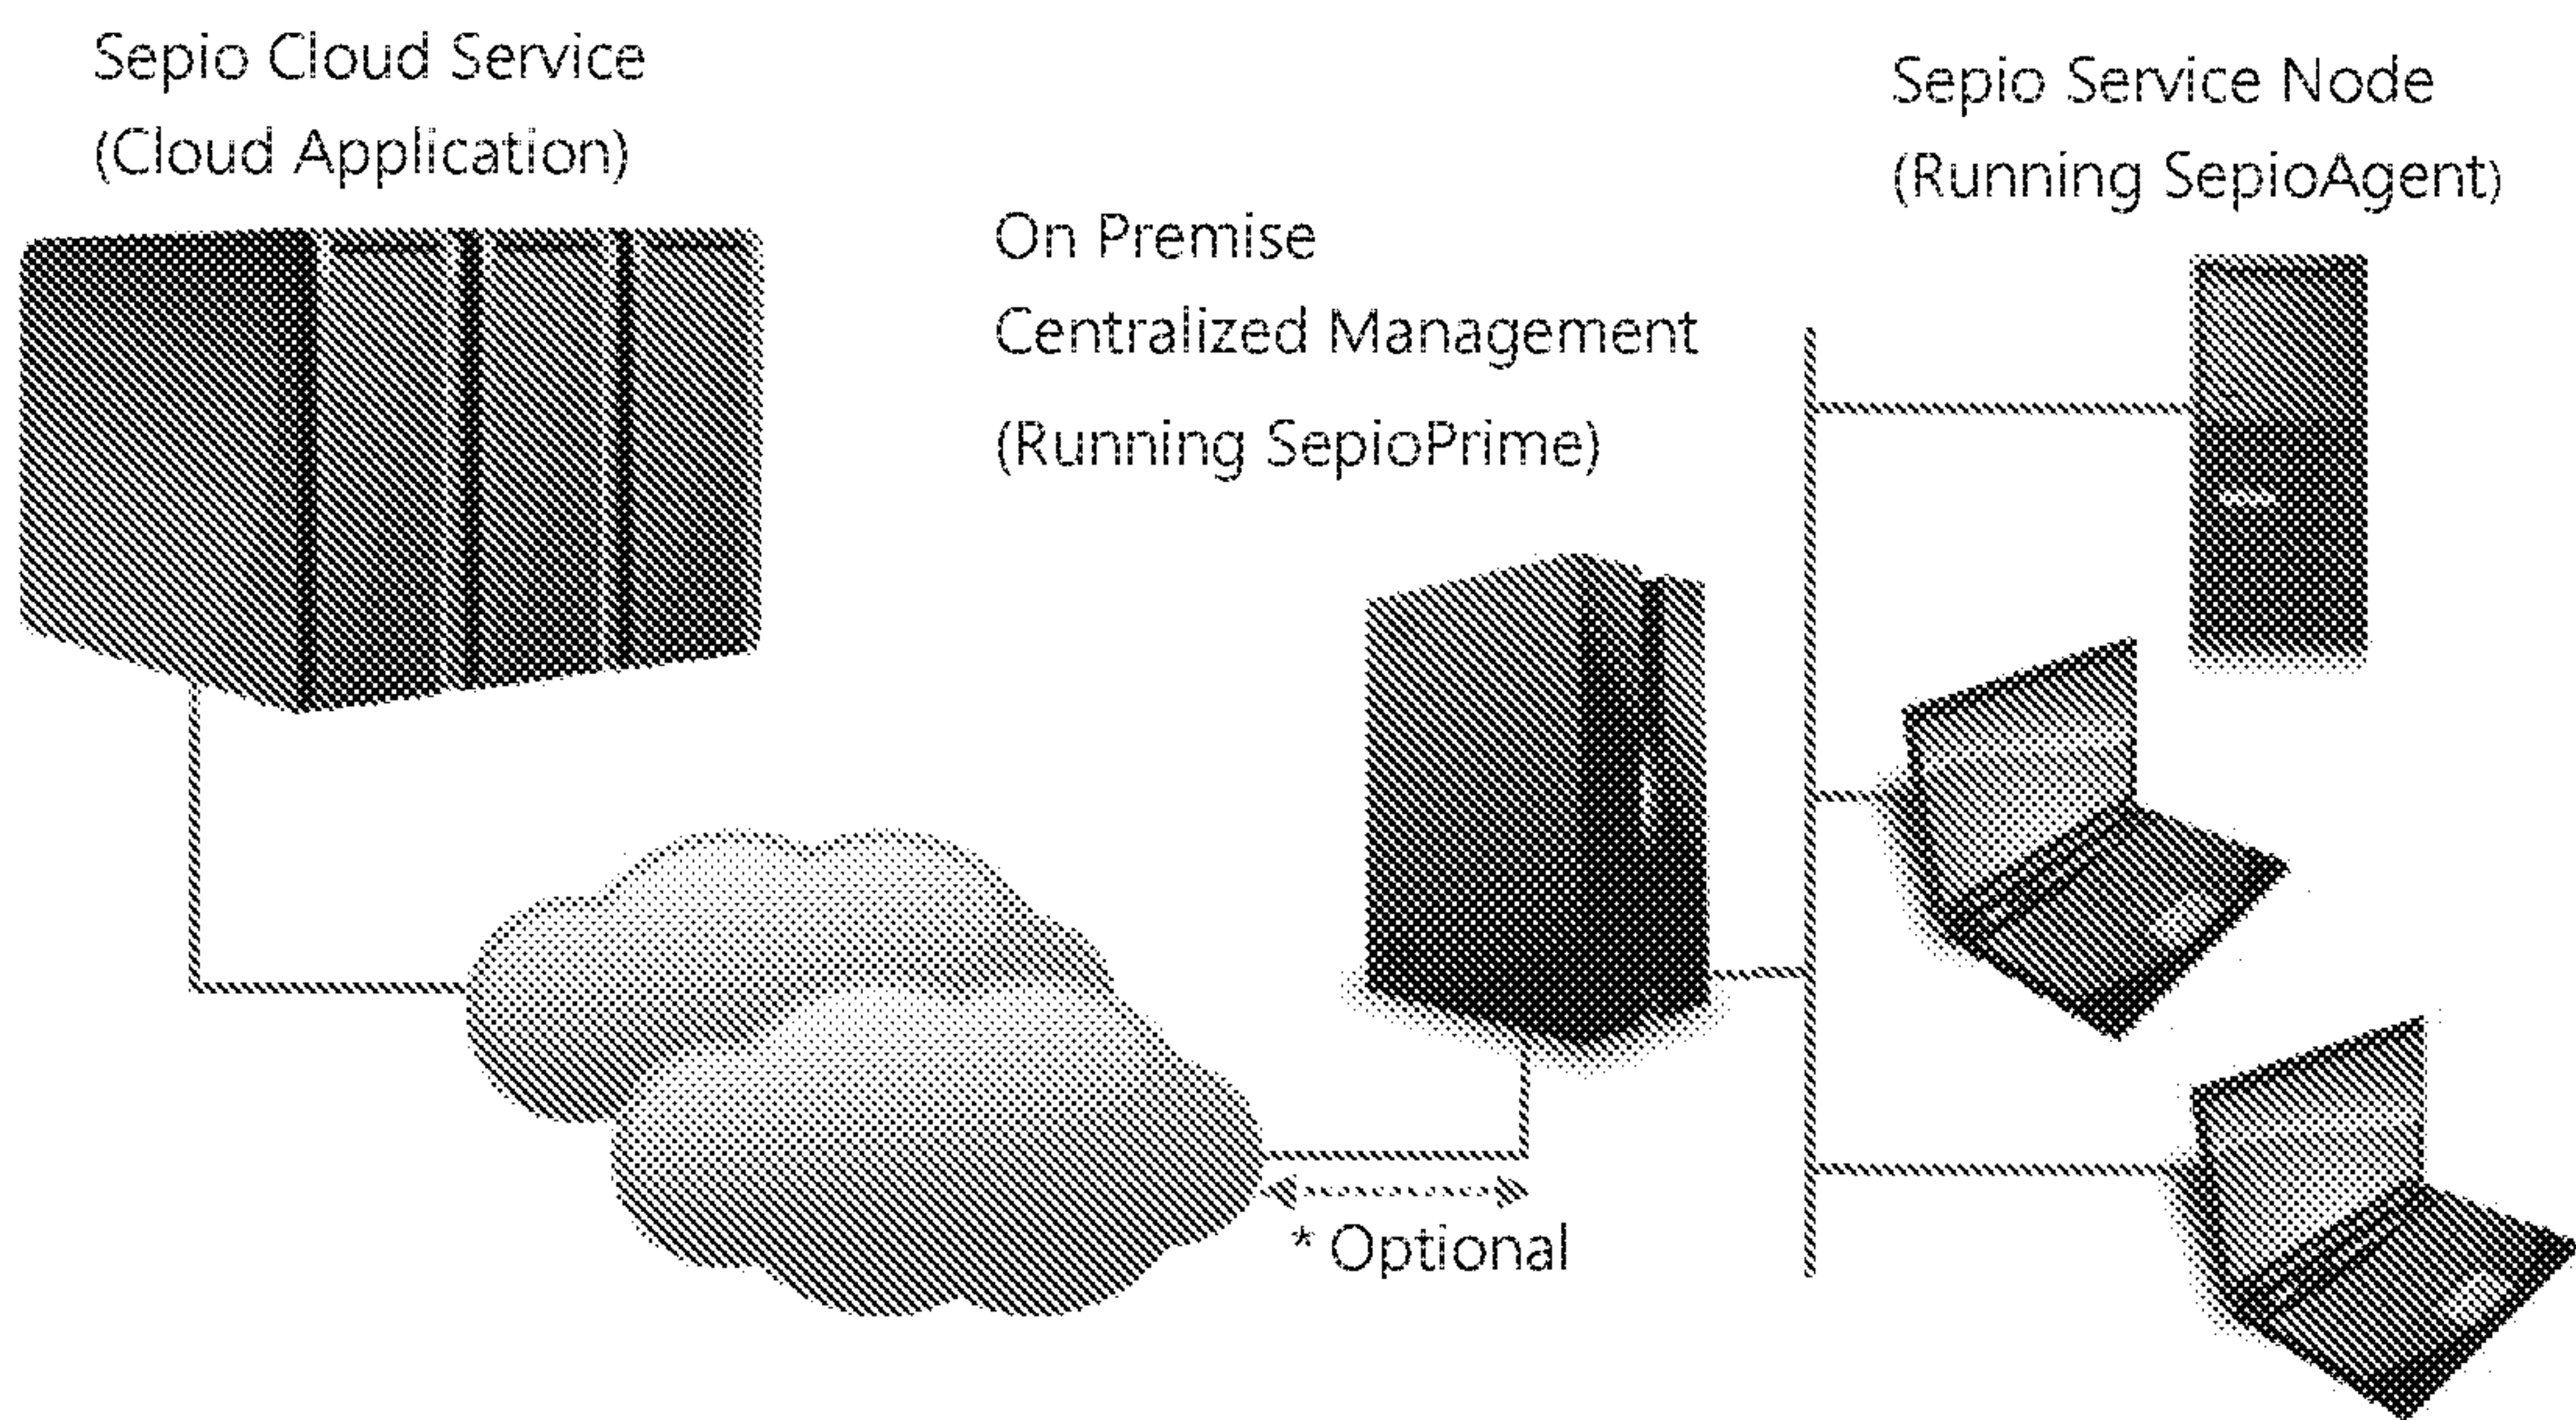 Sepio Cloud Service
(Cloud Application)
On Premise
Centralized Management
(Running SepioPrime)
Sepio Service Node
(Running SepioAgent)
* Optional